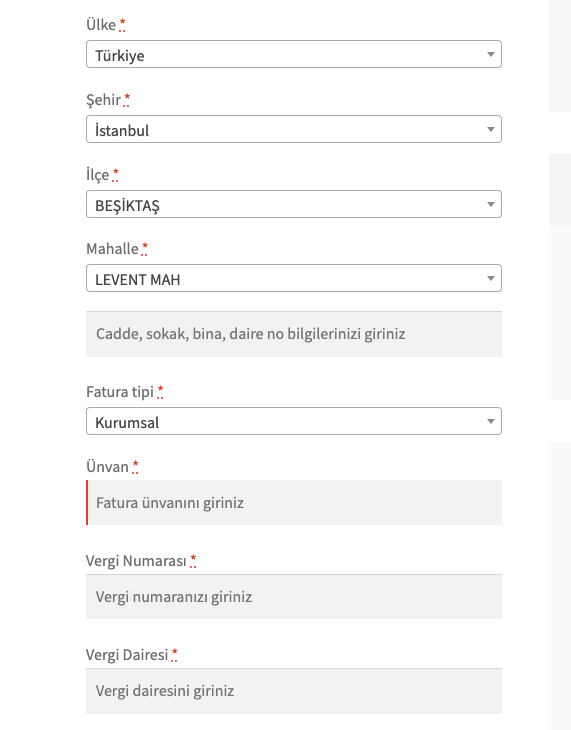 Ülke *
Türkiye
Şehir *
İstanbul
İlçe *
BEŞİKTAŞ
Mahalle *
LEVENT MAH
Cadde, sokak, bina, daire no bilgilerinizi giriniz
Fatura tipi *
Kurumsal
Ünvan *
Fatura ünvanını giriniz
Vergi Numarası *
Vergi numaranızı giriniz
Vergi Dairesi *
Vergi dairesini giriniz